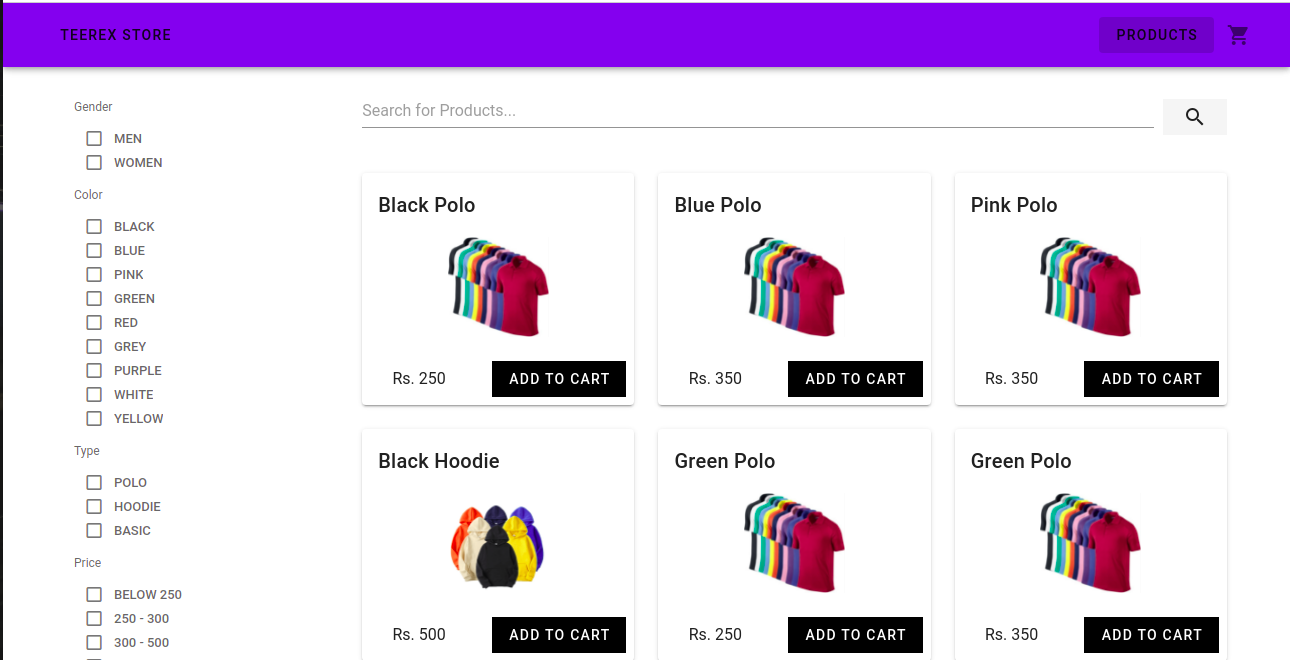 TEEREX STORE
PRODUCTS
Gender
MEN
WOMEN
Color
BLACK
BLUE
PINK
GREEN
RED
GREY
PURPLE
WHITE
YELLOW
Type
POLO
HOODIE
BASIC
Price
BELOW 250
250 - 300
300 - 500
Search for Products...
Black Polo
Rs. 250
ADD TO CART
Blue Polo
Rs. 350
ADD TO CART
Pink Polo
Rs. 350
ADD TO CART
Black Hoodie
Rs. 500
ADD TO CART
Green Polo
Rs. 250
ADD TO CART
Green Polo
Rs. 350
ADD TO CART